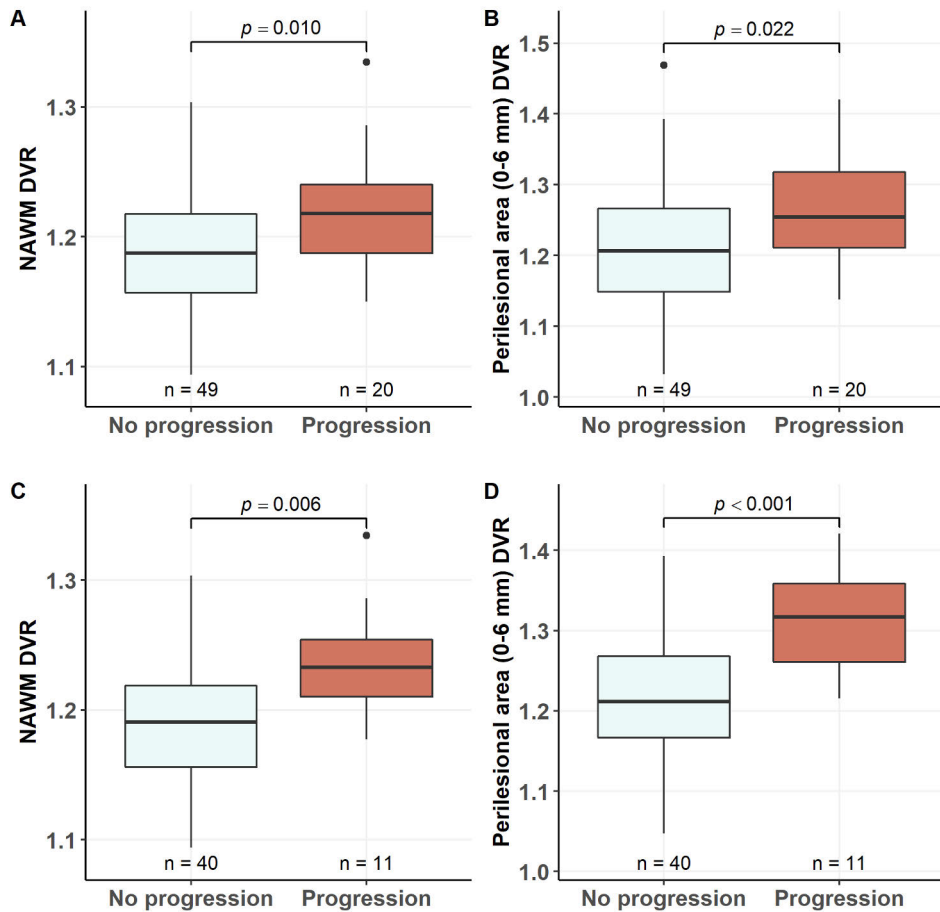 A
p = 0.010
NAWM DVR
1.3
1.2
1.1
n = 49
n = 20
No progression
Progression
B
p = 0.022
Perilesional area (0-6 mm) DVR
1.5
1.4
1.3
1.2
1.1
1.0
n = 49
n = 20
No progression
Progression
C
p = 0.006
NAWM DVR
1.3
1.2
1.1
n = 40
n = 11
No progression
Progression
D
p < 0.001
Perilesional area (0-6 mm) DVR
1.4
1.3
1.2
1.1
1.0
n = 40
n = 11
No progression
Progression